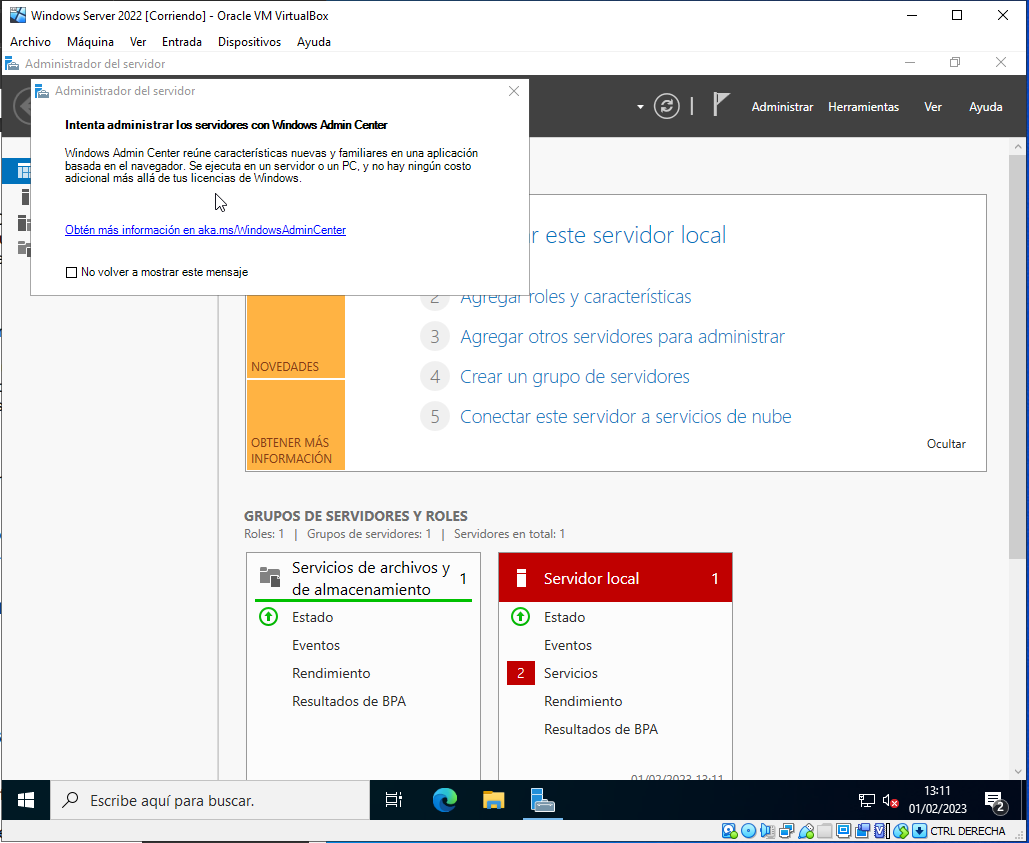 Windows Server 2022 [Corriendo] - Oracle VM VirtualBox
Archivo Máquina Ver Entrada Dispositivos Ayuda
Administrador del servidor
Administrador del servidor
Administrar Herramientas Ver Ayuda
Intenta administrar los servidores con Windows Admin Center
Windows Admin Center reúne características nuevas y familiares en una aplicación
basada en el navegador. Se ejecuta en un servidor o un PC, y no hay ningún costo
adicional más allá de tus licencias de Windows.
Obtén más información en aka.ms/WindowsAdminCenter
No volver a mostrar este mensaje
r este servidor local
2 Agregar roles y características
3 Agregar otros servidores para administrar
4 Crear un grupo de servidores
5 Conectar este servidor a servicios de nube
NOVEDADES
OBTENER MÁS
INFORMACIÓN
Ocultar
GRUPOS DE SERVIDORES Y ROLES
Roles: 1 | Grupos de servidores: 1 | Servidores en total: 1
Servicios de archivos y
de almacenamiento
1
Estado
Eventos
Rendimiento
Resultados de BPA
Servidor local 1
Estado
Eventos
2 Servicios
Rendimiento
Resultados de BPA
01/02/2023 13:11
Escribe aquí para buscar.
13:11
01/02/2023
2
CTRL DERECHA